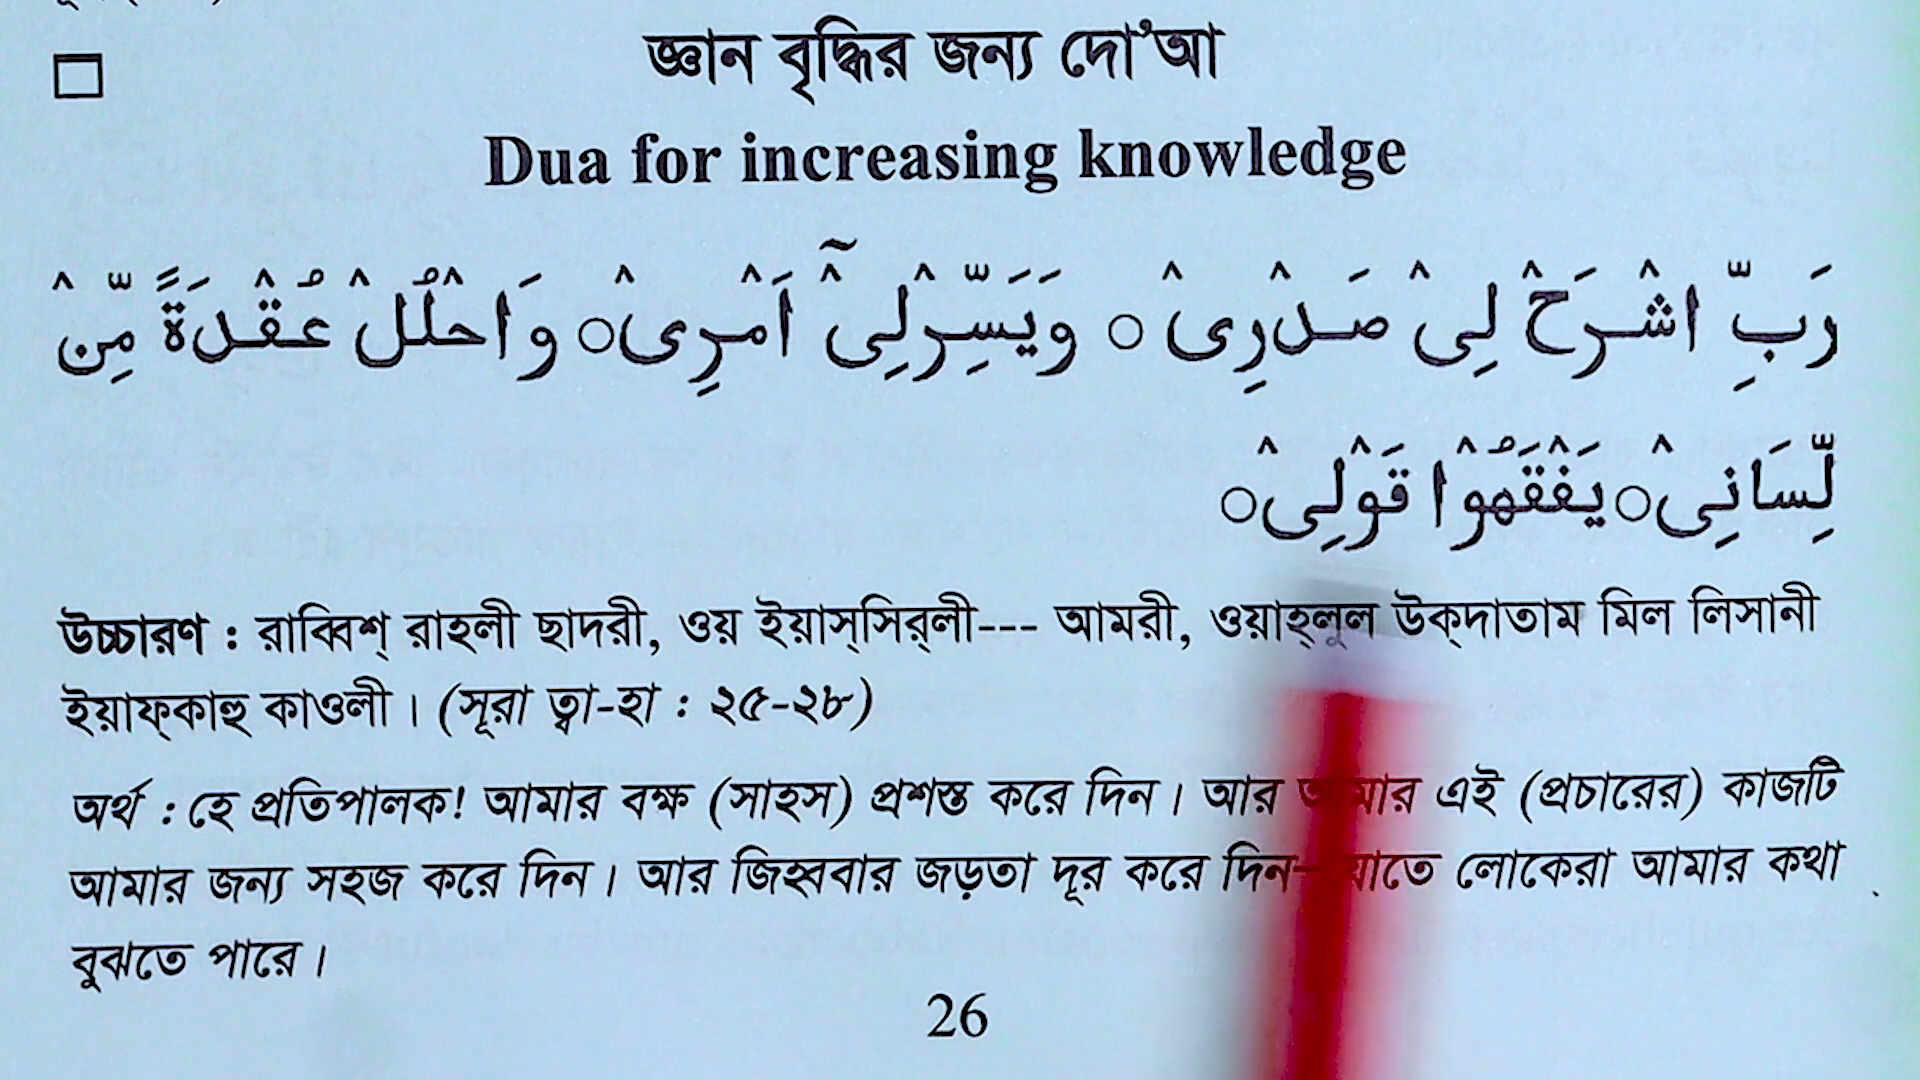 জ্ঞান বৃদ্ধির জন্য দো'আ
Dua for increasing knowledge
رَبِّ اشْرَحْ لِىْ صَدْرِىْ ○ وَيَسِّرْلِىْٓ اَمْرِىْ ○ وَاحْلُلْ عُقْدَةً مِّنْ
لِّسَانِىْ ○ يَفْقَهُوْا قَوْلِىْ ○
উচ্চারণ : রাব্বিশ্ রাহলী ছাদরী, ওয় ইয়াস্সির্লী--- আমরী, ওয়াহ্লুল উক্দাতাম মিল লিসানী
ইয়াফ্কাহু কাওলী। (সূরা ত্বা-হা : ২৫-২৮)
অর্থ : হে প্রতিপালক! আমার বক্ষ (সাহস) প্রশস্ত করে দিন। আর আমার এই (প্রচারের) কাজটি
আমার জন্য সহজ করে দিন। আর জিহ্ববার জড়তা দূর করে দিন- যাতে লোকেরা আমার কথা
বুঝতে পারে।
26